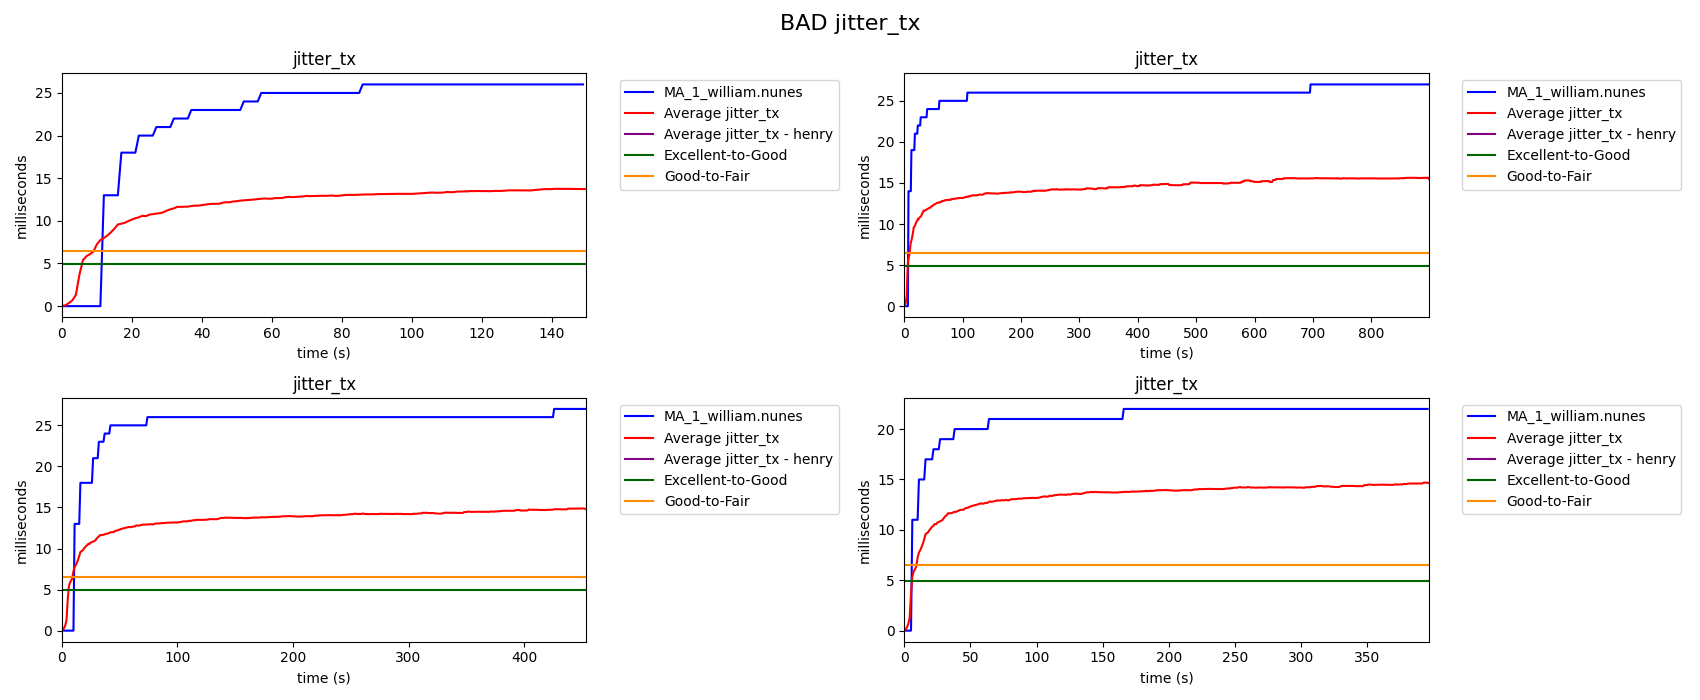 BAD jitter_tx
jitter_tx
milliseconds
25
20
15
10
5
0
0 20 40 60 80 100 120 140
time (s)
MA_1_william.nunes
Average jitter_tx
Average jitter_tx - henry
Excellent-to-Good
Good-to-Fair
jitter_tx
milliseconds
25
20
15
10
5
0
0 100 200 300 400 500 600 700 800
time (s)
MA_1_william.nunes
Average jitter_tx
Average jitter_tx - henry
Excellent-to-Good
Good-to-Fair
jitter_tx
milliseconds
25
20
15
10
5
0
0 100 200 300 400
time (s)
MA_1_william.nunes
Average jitter_tx
Average jitter_tx - henry
Excellent-to-Good
Good-to-Fair
jitter_tx
milliseconds
20
15
10
5
0
0 50 100 150 200 250 300 350
time (s)
MA_1_william.nunes
Average jitter_tx
Average jitter_tx - henry
Excellent-to-Good
Good-to-Fair